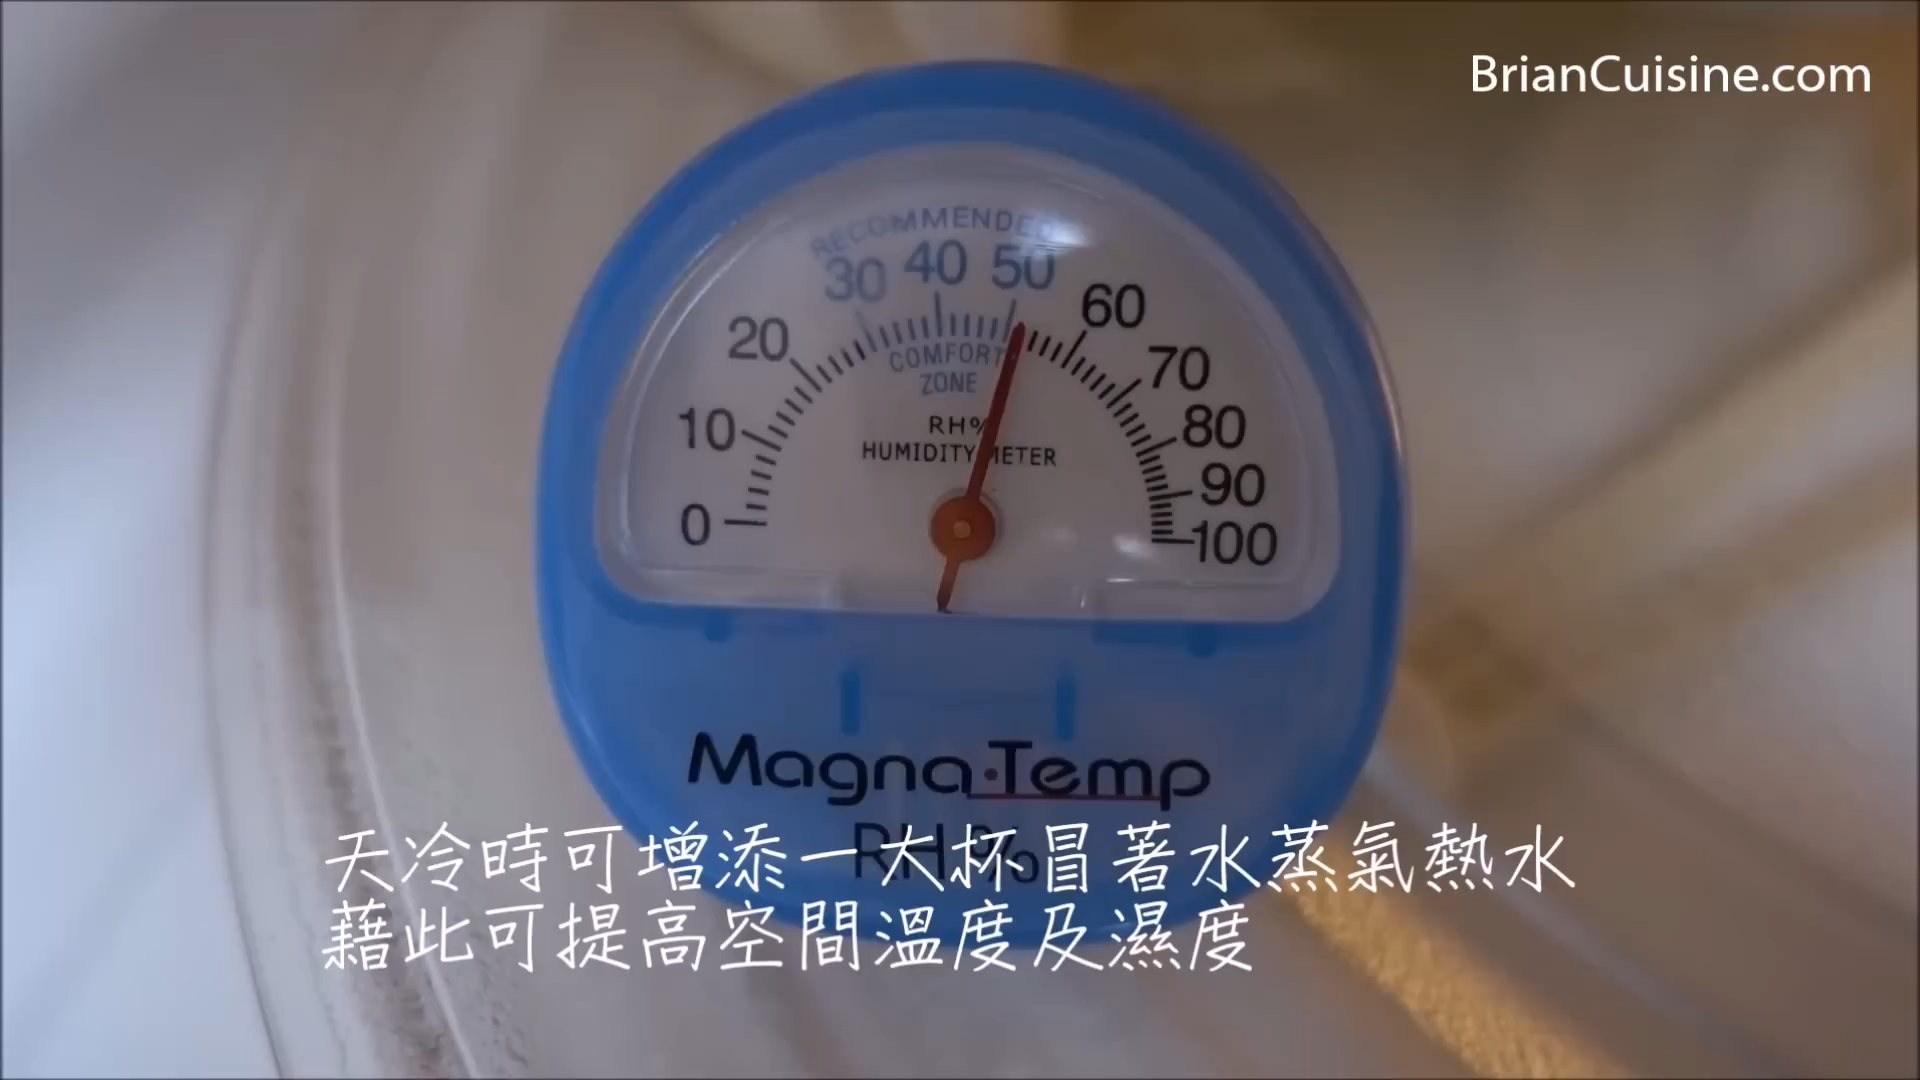 BrianCuisine.com
RECOMMENDED
30 40 50
60
20
70
COMFORT
ZONE
10
80
RH%
HUMIDITY METER
90
0
100
Magna·Temp
RH%
天冷時可增添一大杯冒著水蒸氣熱水
藉此可提高空間溫度及濕度